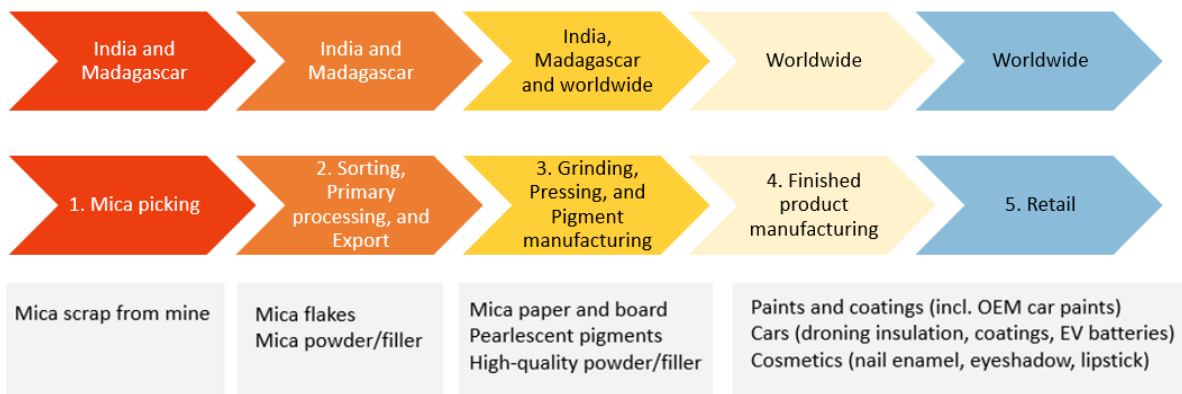 India and
Madagascar
India and
Madagascar
India,
Madagascar
and worldwide
Worldwide
Worldwide
1. Mica picking
2. Sorting,
Primary
processing, and
Export
3. Grinding,
Pressing, and
Pigment
manufacturing
4. Finished
product
manufacturing
5. Retail
Mica scrap from mine
Mica flakes
Mica powder/filler
Mica paper and board
Pearlescent pigments
High-quality powder/filler
Paints and coatings (incl. OEM car paints)
Cars (droning insulation, coatings, EV batteries)
Cosmetics (nail enamel, eyeshadow, lipstick)